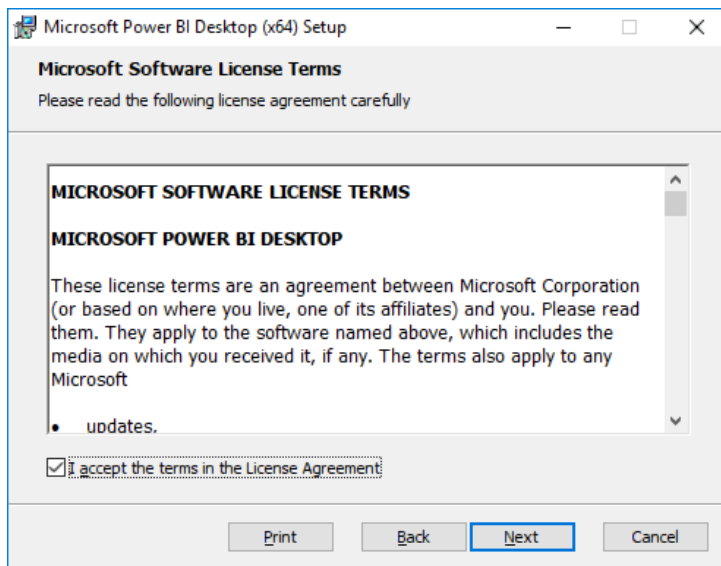 Microsoft Power BI Desktop (x64) Setup
Microsoft Software License Terms
Please read the following license agreement carefully
MICROSOFT SOFTWARE LICENSE TERMS
MICROSOFT POWER BI DESKTOP
These license terms are an agreement between Microsoft Corporation
(or based on where you live, one of its affiliates) and you. Please read
them. They apply to the software named above, which includes the
media on which you received it, if any. The terms also apply to any
Microsoft
• updates,
I accept the terms in the License Agreement
Print Back Next Cancel